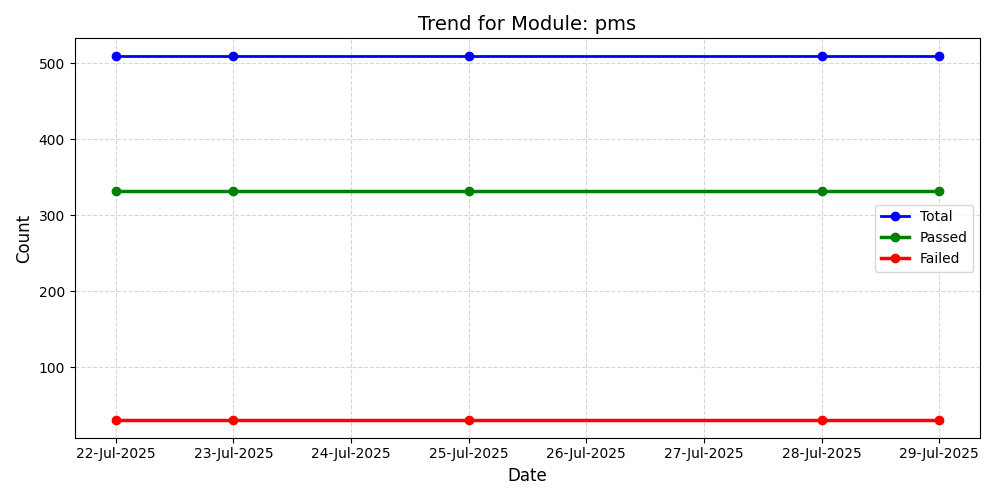 Trend for Module: pms
Count
500
400
300
200
100
Total
Passed
Failed
22-Jul-2025 23-Jul-2025 24-Jul-2025 25-Jul-2025 26-Jul-2025 27-Jul-2025 28-Jul-2025 29-Jul-2025
Date